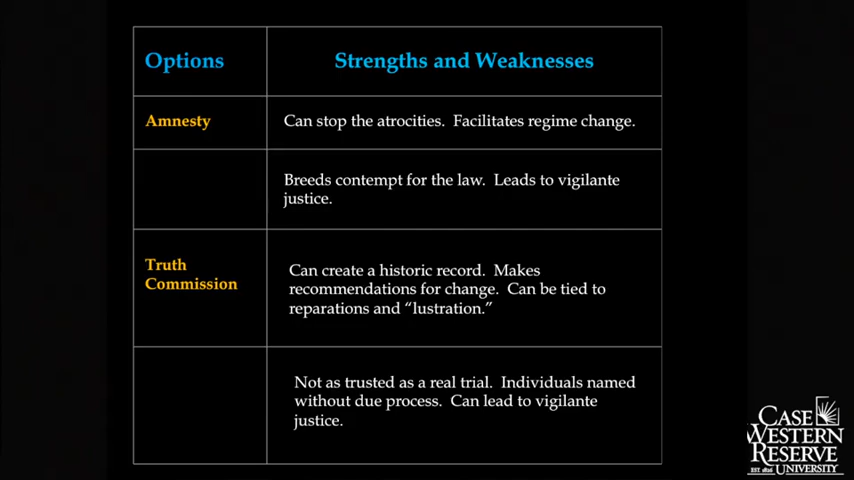 Options
Strengths and Weaknesses
Amnesty
Can stop the atrocities.  Facilitates regime change.
Breeds contempt for the law.  Leads to vigilante
justice.
Truth
Commission
Can create a historic record.  Makes
recommendations for change.  Can be tied to
reparations and “lustration.”
Not as trusted as a real trial.  Individuals named
without due process.  Can lead to vigilante
justice.
CASE
WESTERN
RESERVE
EST. 1826 UNIVERSITY